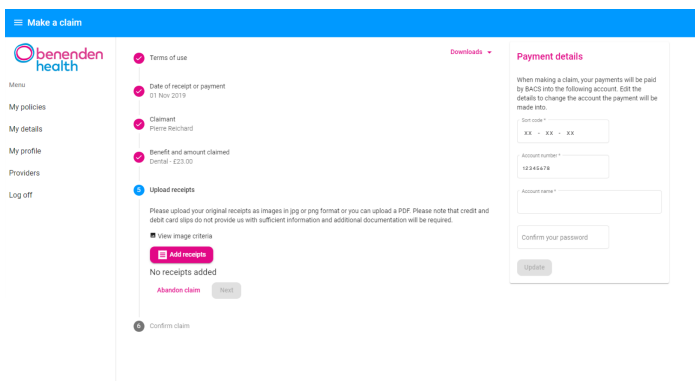 Make a claim
benenden
health
Menu
My policies
My details
My profile
Providers
Log off
Downloads
Terms of use
Date of receipt or payment
01 Nov 2019
Claimant
Pierre Reichard
Benefit and amount claimed
Dental - £23.00
5 Upload receipts
Please upload your original receipts as images in jpg or png format or you can upload a PDF. Please note that credit and
debit card slips do not provide us with sufficient information and additional documentation will be required.
View image criteria
Add receipts
No receipts added
Abandon claim Next
6 Confirm claim
Payment details
When making a claim, your payments will be paid
by BACS into the following account. Edit the
details to change the account the payment will be
made into.
Sort code *
XX - XX - XX
Account number *
12345678
Account name *
Confirm your password
Update